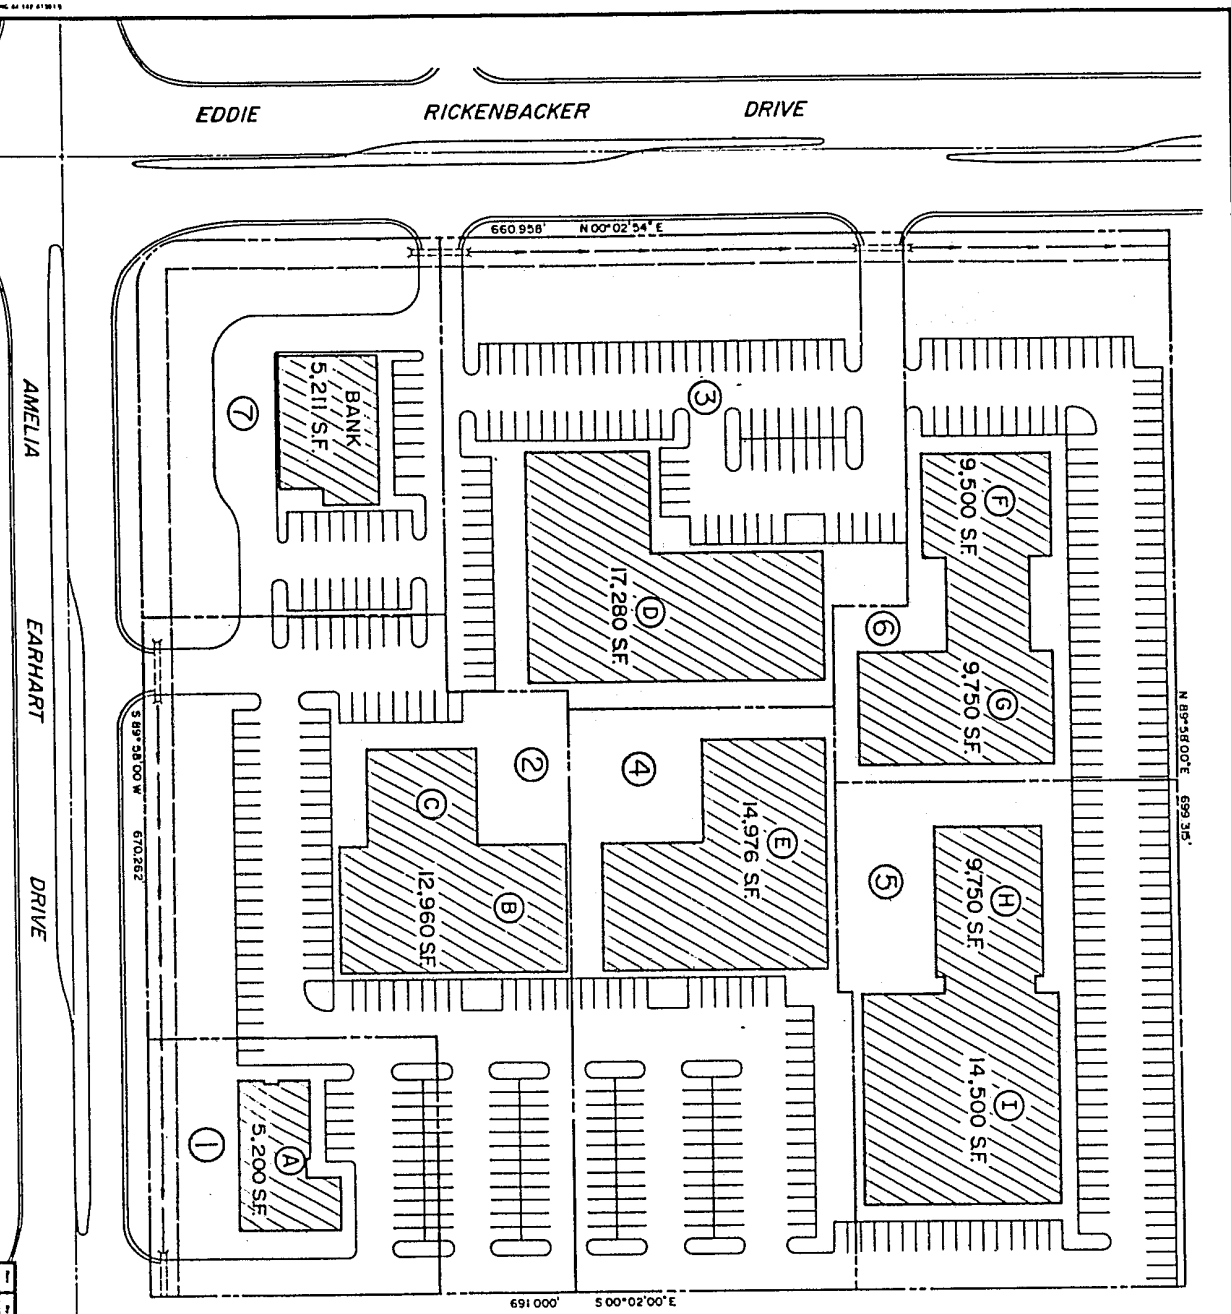 EDDIE RICKENBACKER DRIVE
660.958' N 00°02'54" E
AMELIA EARHART DRIVE
S 89°58'00 W 670.262'
N 89°58'00"E 699.315'
691.000' S 00°02'00"E
BANK
5,211 S.F.
7
3
D
17,280 S.F.
F
9,500 S.F.
6
G
9,750 S.F.
2
C
B
12,960 S.F.
4
E
14,976 S.F.
5
H
9,750 S.F.
I
14,500 S.F.
1
A
5,200 S.F.